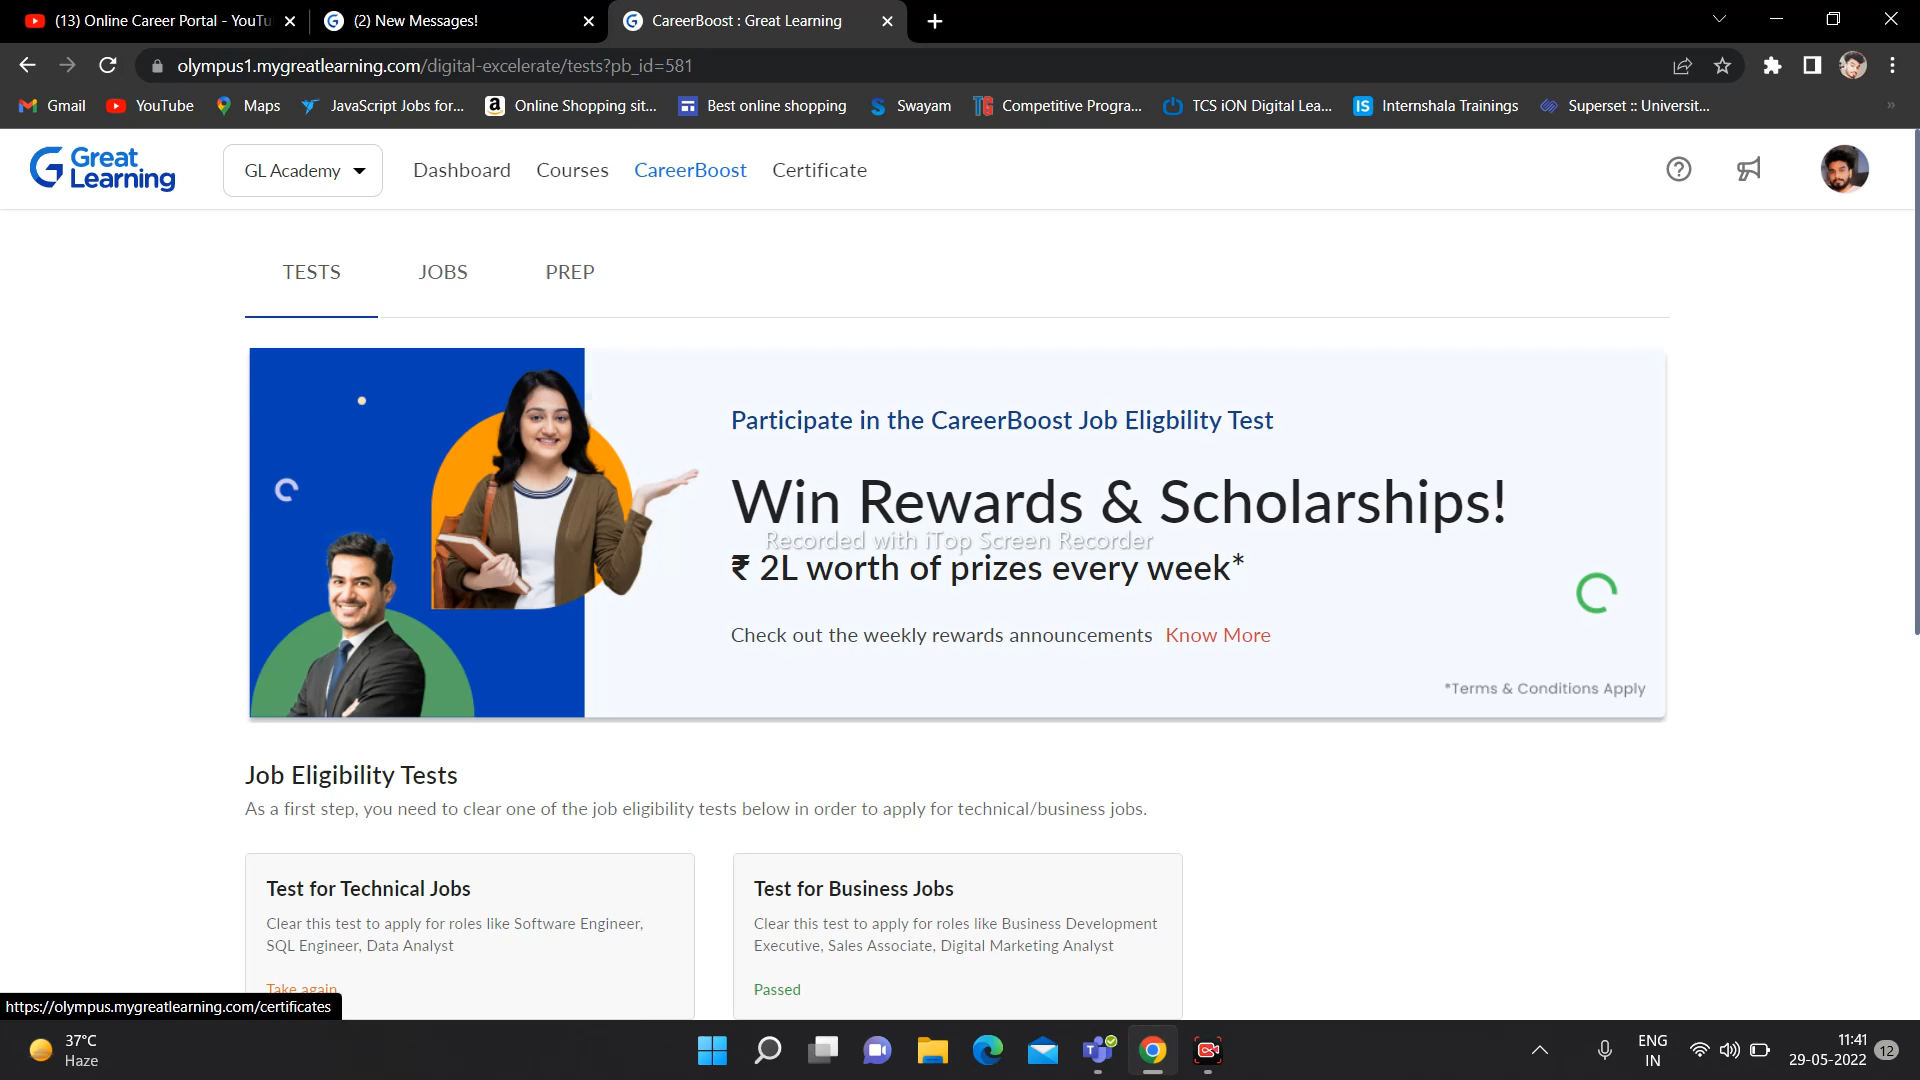 (13) Online Career Portal - YouTu
(2) New Messages!
CareerBoost : Great Learning
olympus1.mygreatlearning.com/digital-excelerate/tests?pb_id=581
Gmail
YouTube
Maps
JavaScript Jobs for...
Online Shopping sit...
Best online shopping
Swayam
Competitive Progra...
TCS iON Digital Lea...
Internshala Trainings
Superset :: Universit...
»
Great
Learning
GL Academy
Dashboard
Courses
CareerBoost
Certificate
TESTS
JOBS
PREP
Participate in the CareerBoost Job Eligbility Test
Win Rewards & Scholarships!
Recorded with iTop Screen Recorder
₹ 2L worth of prizes every week*
Check out the weekly rewards announcements Know More
*Terms & Conditions Apply
Job Eligibility Tests
As a first step, you need to clear one of the job eligibility tests below in order to apply for technical/business jobs.
Test for Technical Jobs
Clear this test to apply for roles like Software Engineer,
SQL Engineer, Data Analyst
Take again
Test for Business Jobs
Clear this test to apply for roles like Business Development
Executive, Sales Associate, Digital Marketing Analyst
Passed
https://olympus.mygreatlearning.com/certificates
37°C
Haze
ENG
IN
11:41
29-05-2022
12